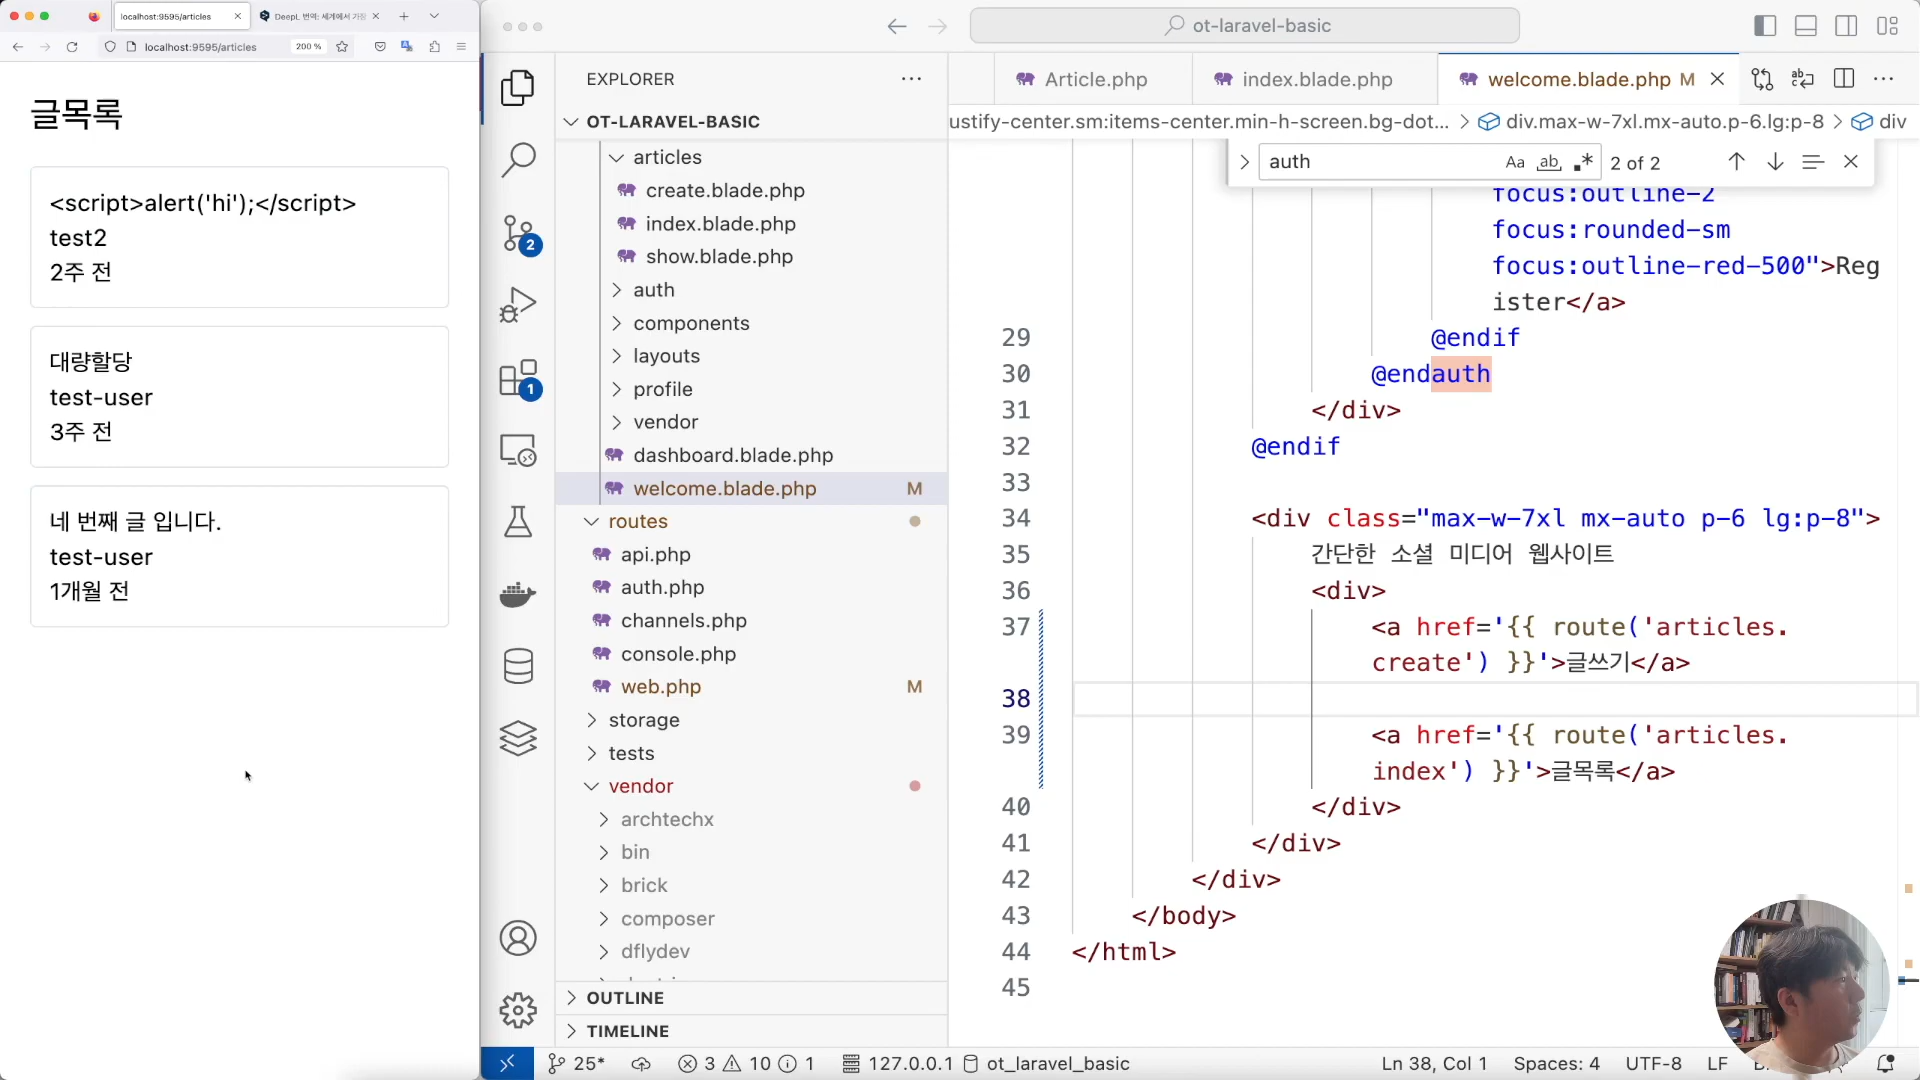 localhost:9595/articles
DeepL 번역: 세계에서 가장
localhost:9595/articles
200 %
글목록
<script>alert('hi');</script>
test2
2주 전
대량할당
test-user
3주 전
네 번째 글 입니다.
test-user
1개월 전
ot-laravel-basic
EXPLORER
OT-LARAVEL-BASIC
articles
create.blade.php
index.blade.php
show.blade.php
auth
components
layouts
profile
vendor
dashboard.blade.php
welcome.blade.php M
routes
api.php
auth.php
channels.php
console.php
web.php M
storage
tests
vendor
archtechx
bin
brick
composer
dflydev
OUTLINE
TIMELINE
2
1
Article.php
index.blade.php
welcome.blade.php M
ustify-center.sm:items-center.min-h-screen.bg-dot... > div.max-w-7xl.mx-auto.p-6.lg:p-8 > div
auth
Aa ab .* 2 of 2
focus:outline-2
focus:rounded-sm
focus:outline-red-500">Reg
ister</a>
29 @endif
30 @endauth
31 </div>
32 @endif
33
34 <div class="max-w-7xl mx-auto p-6 lg:p-8">
35 간단한 소셜 미디어 웹사이트
36 <div>
37 <a href='{{ route('articles.
create') }}'>글쓰기</a>
38
39 <a href='{{ route('articles.
index') }}'>글목록</a>
40 </div>
41 </div>
42 </div>
43 </body>
44 </html>
45
25* 3 10 1 127.0.0.1 ot_laravel_basic
Ln 38, Col 1 Spaces: 4 UTF-8 LF